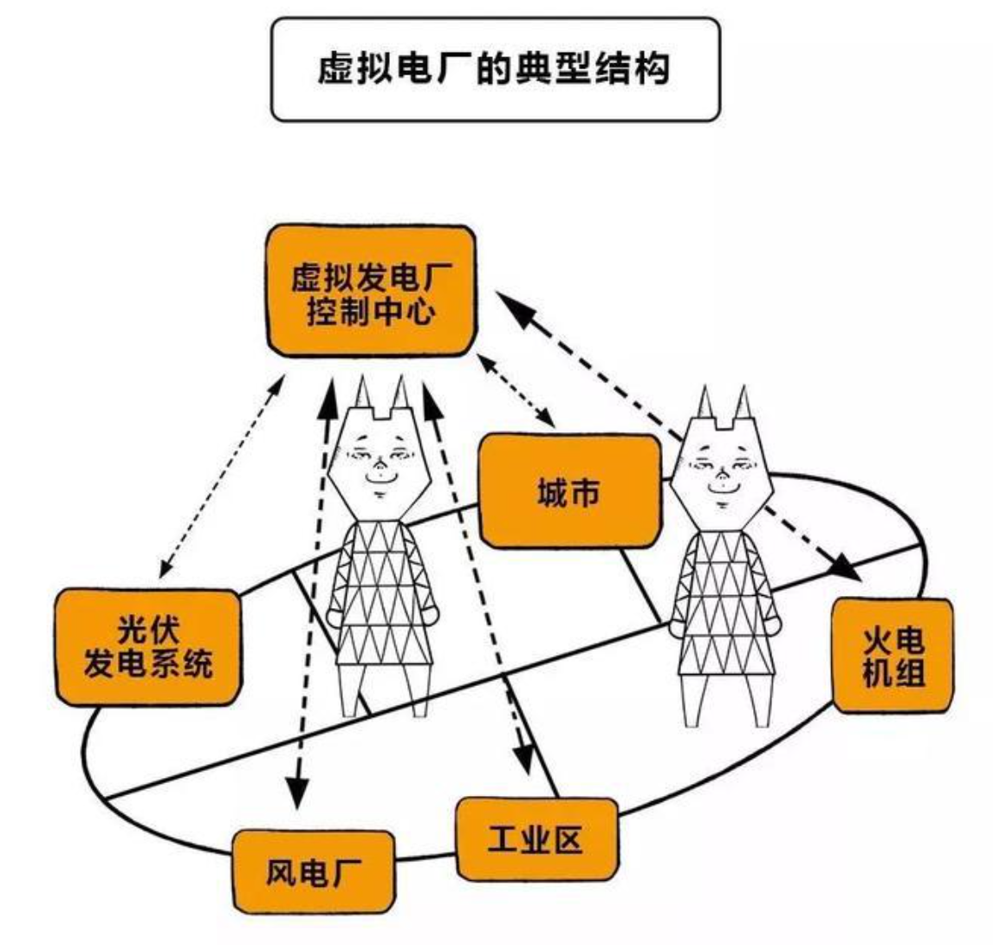 虚拟电厂的典型结构
虚拟发电厂
控制中心
城市
光伏
发电系统
火电
机组
工业区
风电厂